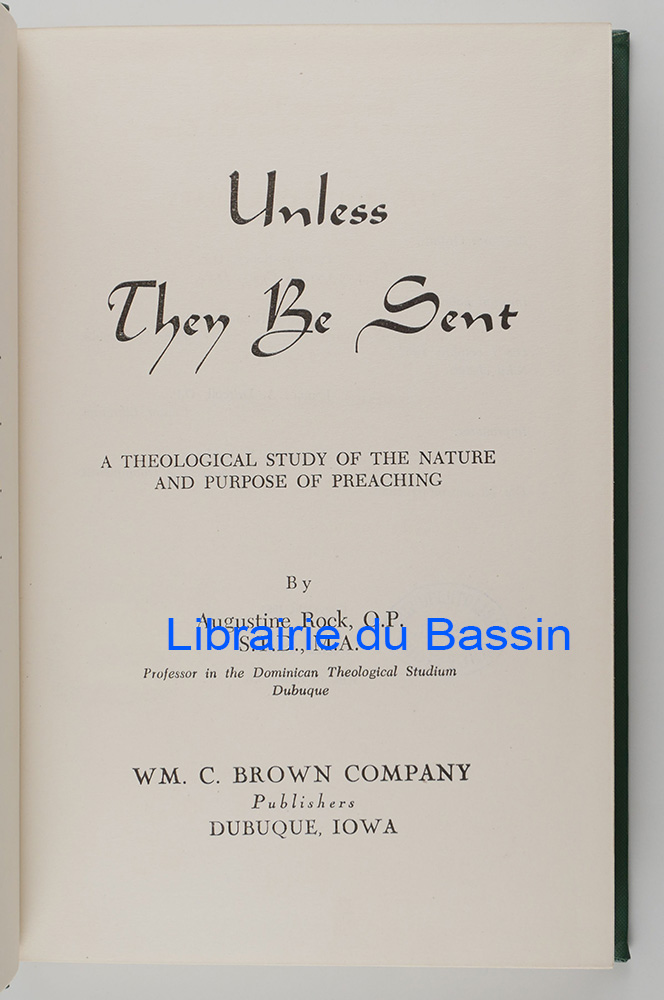 Unless
They Be Sent
A THEOLOGICAL STUDY OF THE NATURE
AND PURPOSE OF PREACHING
By
Augustine Rock, O.P.
Librairie du Bassin
S.T.D., M.A.
Professor in the Dominican Theological Studium
Dubuque
WM. C. BROWN COMPANY
Publishers
DUBUQUE, IOWA